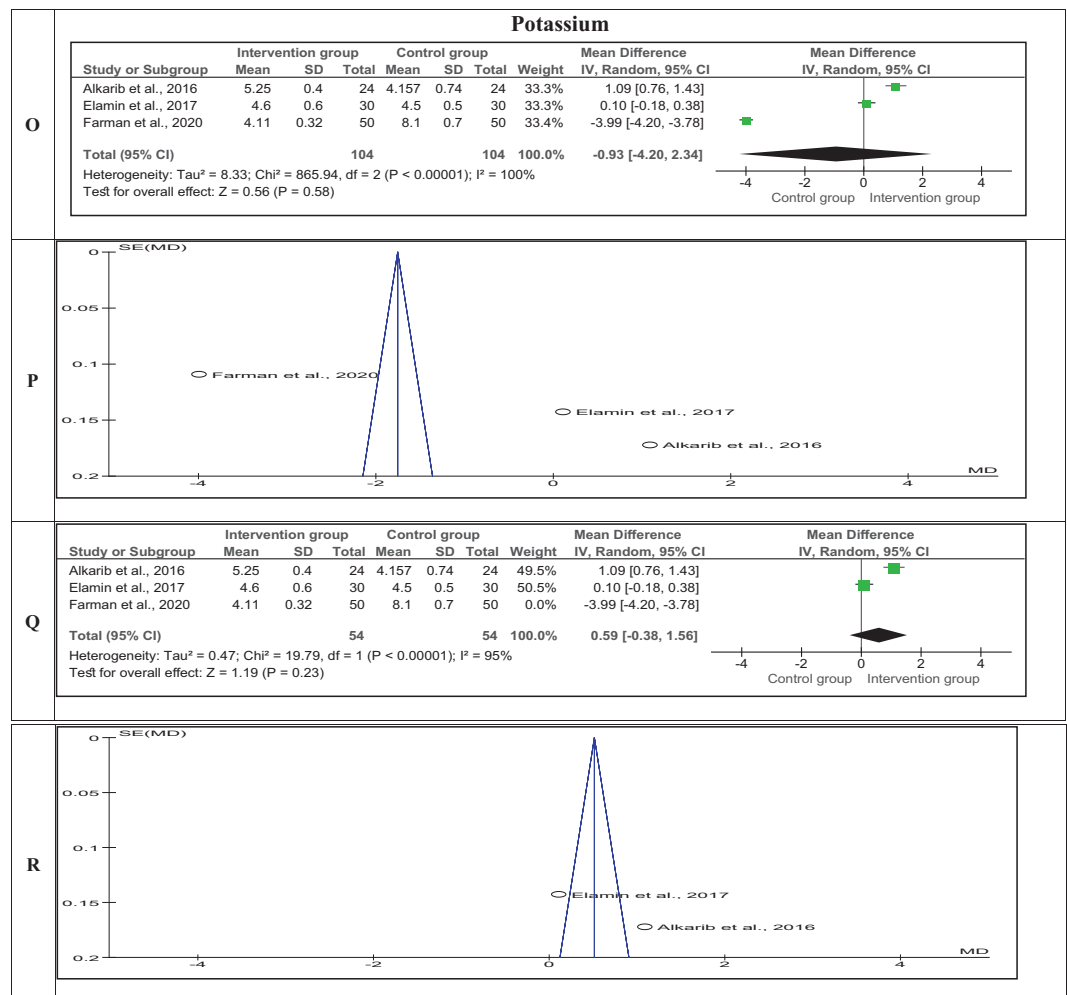 Potassium
O
Intervention group Control group Mean Difference Mean Difference
Study or Subgroup Mean SD Total Mean SD Total Weight IV, Random, 95% CI IV, Random, 95% CI
Alkarib et al., 2016 5.25 0.4 24 4.157 0.74 24 33.3% 1.09 [0.76, 1.43]
Elamin et al., 2017 4.6 0.6 30 4.5 0.5 30 33.3% 0.10 [-0.18, 0.38]
Farman et al., 2020 4.11 0.32 50 8.1 0.7 50 33.4% -3.99 [-4.20, -3.78]
Total (95% CI) 104 104 100.0% -0.93 [-4.20, 2.34]
Heterogeneity: Tau² = 8.33; Chi² = 865.94, df = 2 (P < 0.00001); I² = 100%
Test for overall effect: Z = 0.56 (P = 0.58)
-4 -2 0 2 4
Control group Intervention group
P
SE(MD)
0
0.05
0.1
Farman et al., 2020
Elamin et al., 2017
0.15
Alkarib et al., 2016
0.2
MD
-4 -2 0 2 4
Q
Intervention group Control group Mean Difference Mean Difference
Study or Subgroup Mean SD Total Mean SD Total Weight IV, Random, 95% CI IV, Random, 95% CI
Alkarib et al., 2016 5.25 0.4 24 4.157 0.74 24 49.5% 1.09 [0.76, 1.43]
Elamin et al., 2017 4.6 0.6 30 4.5 0.5 30 50.5% 0.10 [-0.18, 0.38]
Farman et al., 2020 4.11 0.32 50 8.1 0.7 50 0.0% -3.99 [-4.20, -3.78]
Total (95% CI) 54 54 100.0% 0.59 [-0.38, 1.56]
Heterogeneity: Tau² = 0.47; Chi² = 19.79, df = 1 (P < 0.00001); I² = 95%
Test for overall effect: Z = 1.19 (P = 0.23)
-4 -2 0 2 4
Control group Intervention group
R
SE(MD)
0
0.05
0.1
Elamin et al., 2017
0.15
Alkarib et al., 2016
0.2
MD
-4 -2 0 2 4